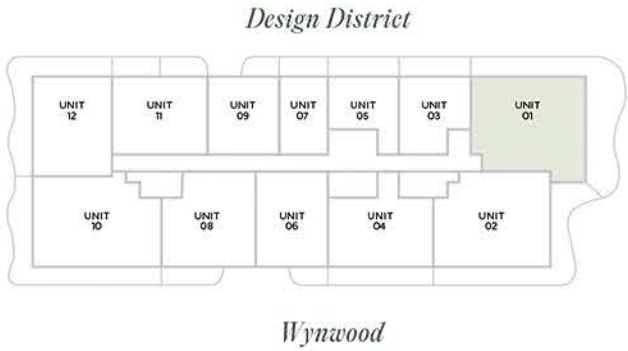 Design District
UNIT
12
UNIT
11
UNIT
09
UNIT
07
UNIT
05
UNIT
03
UNIT
01
UNIT
10
UNIT
08
UNIT
06
UNIT
04
UNIT
02
Wynwood